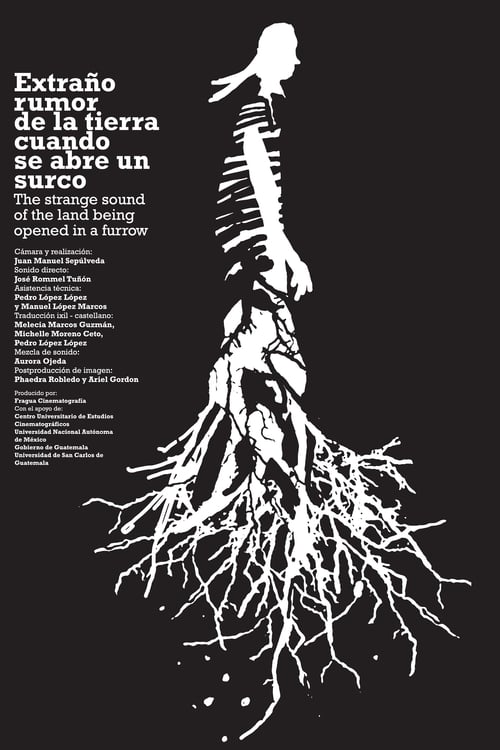 Extraño
rumor
de la tierra
cuando
se abre un
surco
The strange sound
of the land being
opened in a furrow
Cámara y realización:
Juan Manuel Sepúlveda
Sonido directo:
José Rommel Tuñón
Asistencia técnica:
Pedro López López
y Manuel López Marcos
Traducción ixil - castellano:
Melecia Marcos Guzmán,
Michelle Moreno Ceto,
Pedro López López
Mezcla de sonido:
Aurora Ojeda
Postproducción de imagen:
Phaedra Robledo y Ariel Gordon
Producido por:
Fragua Cinematografía
Con el apoyo de:
Centro Universitario de Estudios
Cinematográficos
Universidad Nacional Autónoma
de México
Gobierno de Guatemala
Universidad de San Carlos de
Guatemala